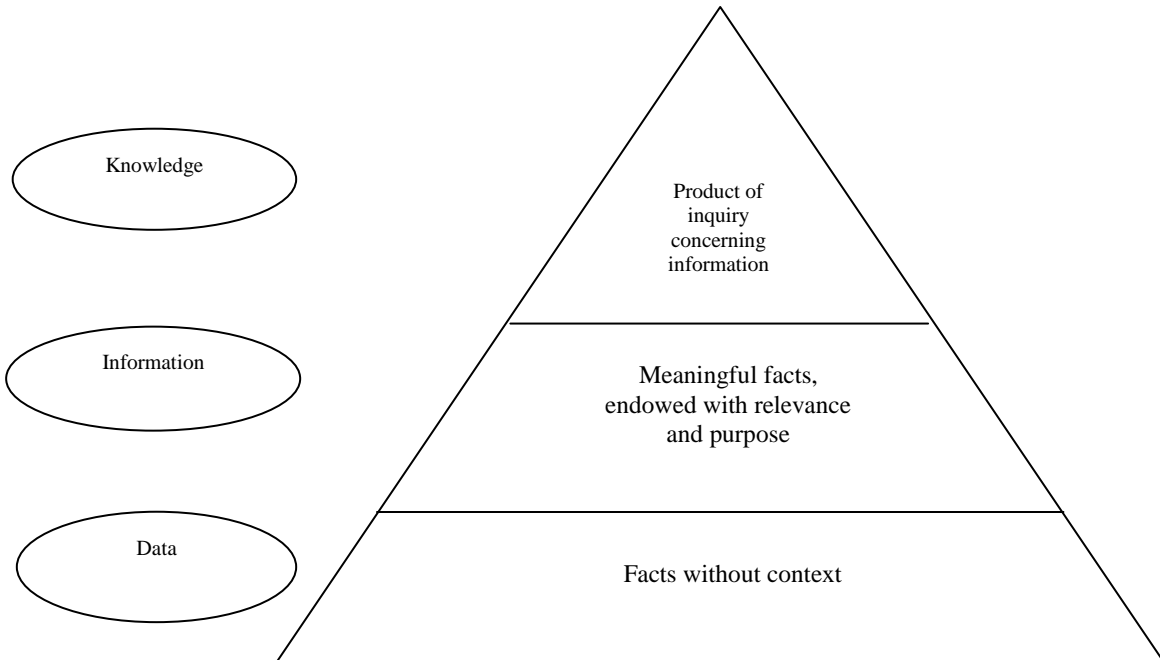 Knowledge
Product of
inquiry
concerning
information
Information
Meaningful facts,
endowed with relevance
and purpose
Data
Facts without context